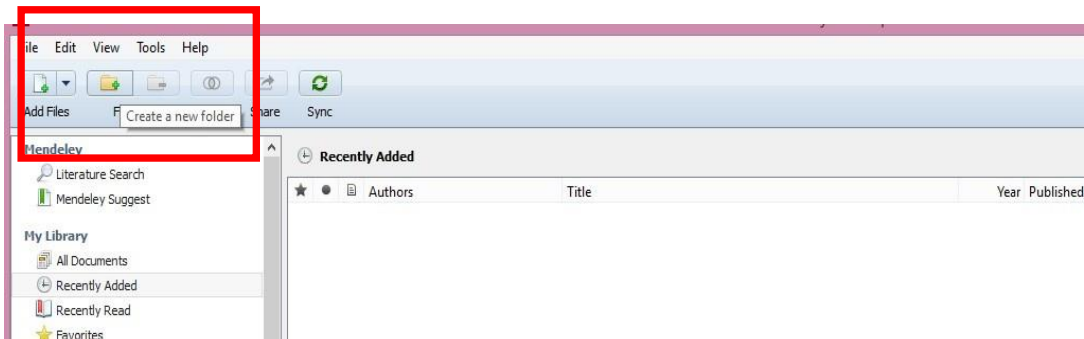 ile Edit View Tools Help
Add Files F Share Sync
Create a new folder
Mendeley
Literature Search
Mendeley Suggest
My Library
All Documents
Recently Added
Recently Read
Favorites
Recently Added
Authors Title Year Published